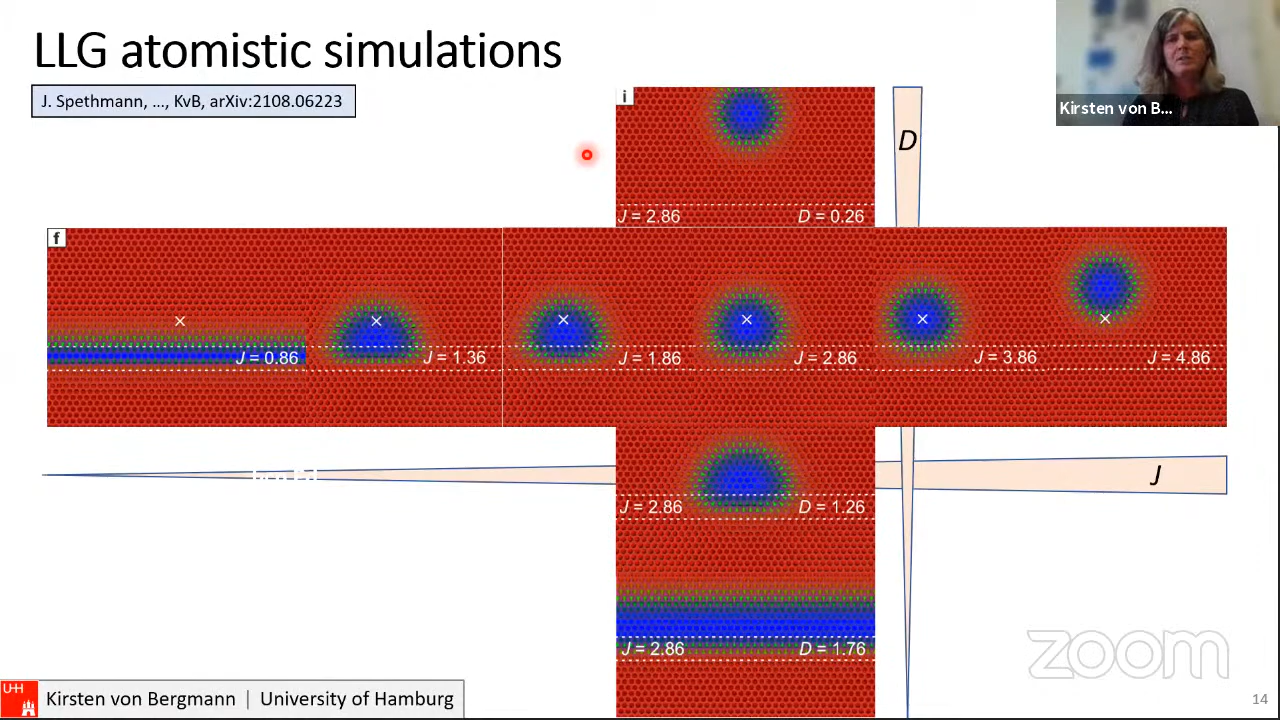 LLG atomistic simulations
J. Spethmann, ..., KvB, arXiv:2108.06223
Kirsten von B...
i
D
J = 2.86 D = 0.26
f
J = 0.86
J = 1.36
J = 1.86
J = 2.86
J = 3.86
J = 4.86
J
J = 2.86 D = 1.26
J = 2.86 D = 1.76
zoom
UHH
Kirsten von Bergmann | University of Hamburg
14